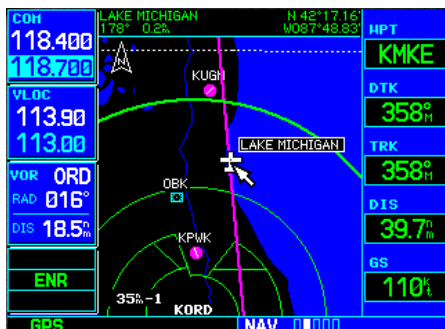 COM
118.400
118.700
VLOC
113.90
113.00
VOR ORD
RAD 016°
DIS 18.5nm
ENR
GPS
LAKE MICHIGAN
178° 0.2nm
N 42°17.16'
W087°48.83'
N
KUGN
LAKE MICHIGAN
OBK
KPWK
35nm-1
KORD
NAV
WPT
KMKE
DTK
358°M
TRK
358°M
DIS
39.7nm
GS
110kt